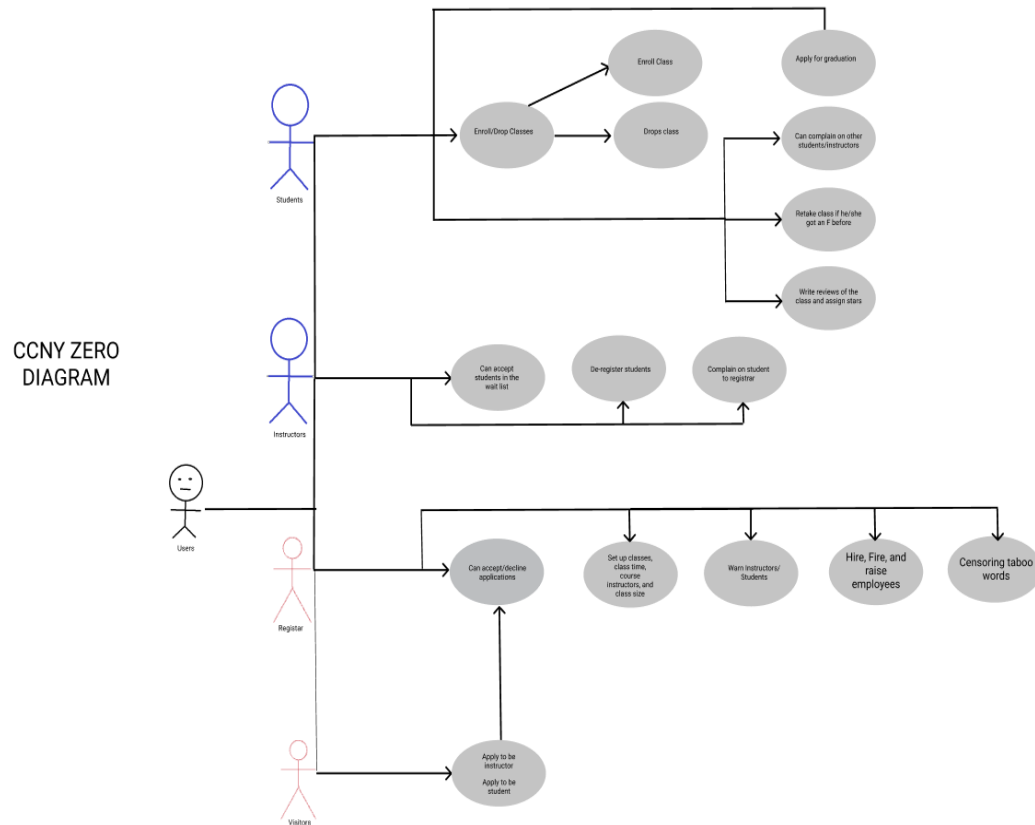 Enroll Class
Apply for graduation
Enroll/Drop Classes
Drops class
Can complain on other
students/instructors
Students
Retake class if he/she
got an F before
Write reviews of the
class and assign stars
CCNY ZERO
DIAGRAM
Can accept
students in the
wait list
De-register students
Complain on student
to registrar
Instructors
Users
Can accept/decline
applications
Set up classes,
class time,
course
instructors, and
class size
Warn Instructors/
Students
Hire, Fire, and
raise
employees
Censoring taboo
words
Registar
Apply to be
instructor
Apply to be
student
Visitors